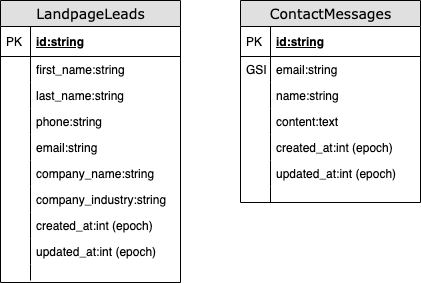 LandpageLeads
PK id:string
first_name:string
last_name:string
phone:string
email:string
company_name:string
company_industry:string
created_at:int (epoch)
updated_at:int (epoch)
ContactMessages
PK id:string
GSI email:string
name:string
content:text
created_at:int (epoch)
updated_at:int (epoch)